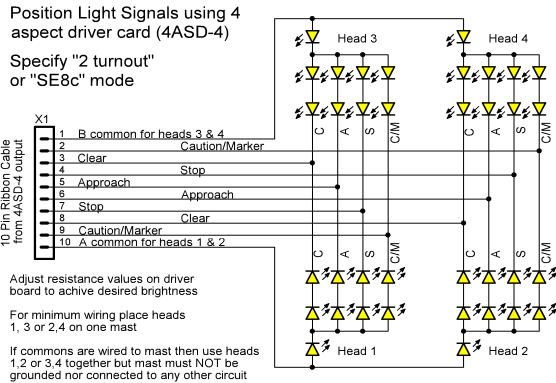 Position Light Signals using 4
aspect driver card (4ASD-4)
Specify "2 turnout"
or "SE8c" mode
Head 3
Head 4
C
A
S
C/M
C
A
S
C/M
X1
10 Pin Ribbon Cable
from 4ASD-4 output
1 B common for heads 3 & 4
2 Caution/Marker
3 Clear
4 Stop
5 Approach
6 Approach
7 Stop
8 Clear
9 Caution/Marker
10 A common for heads 1 & 2
C
A
S
C/M
C
A
S
C/M
Head 1
Head 2
Adjust resistance values on driver
board to achive desired brightness
For minimum wiring place heads
1, 3 or 2,4 on one mast
If commons are wired to mast then use heads
1,2 or 3,4 together but mast must NOT be
grounded nor connected to any other circuit